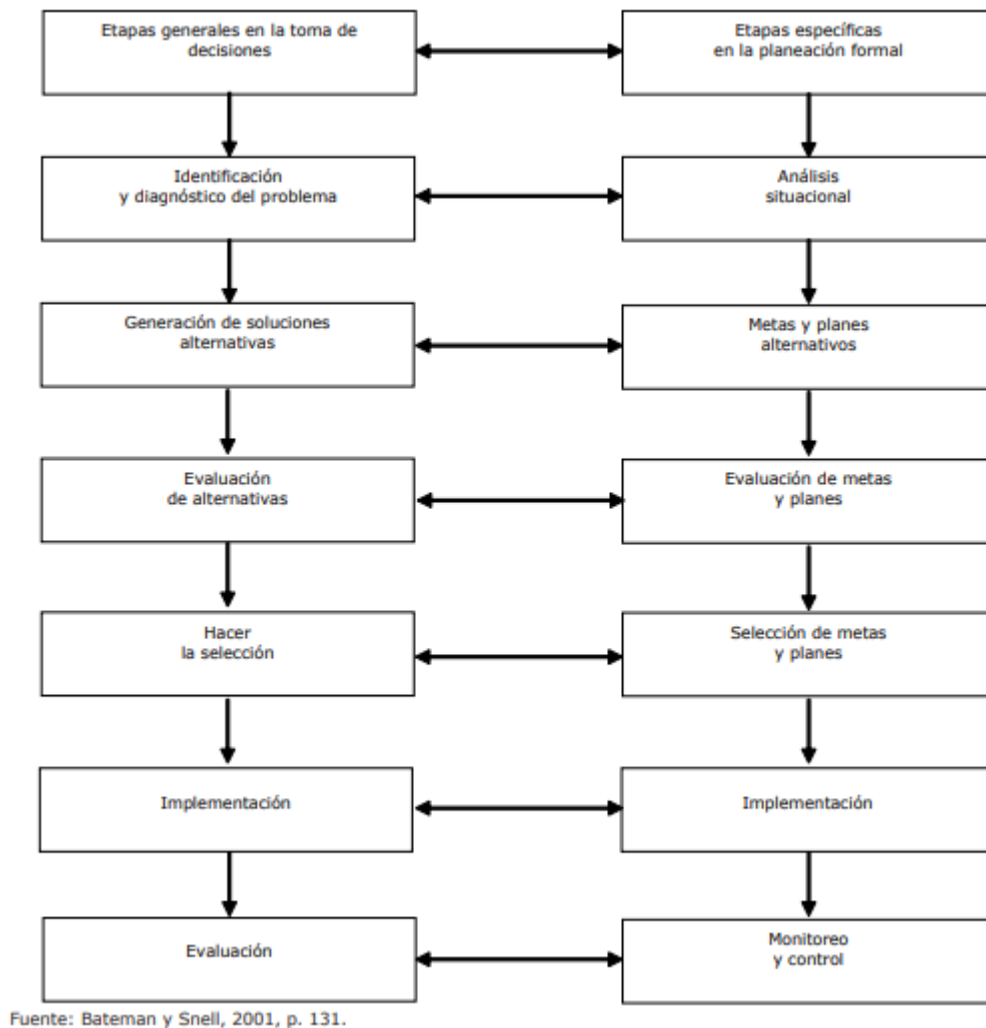 Etapas generales en la toma de
decisiones
Etapas específicas
en la planeación formal
Identificación
y diagnóstico del problema
Análisis
situacional
Generación de soluciones
alternativas
Metas y planes
alternativos
Evaluación
de alternativas
Evaluación de metas
y planes
Hacer
la selección
Selección de metas
y planes
Implementación
Implementación
Evaluación
Monitoreo
y control
Fuente: Bateman y Snell, 2001, p. 131.